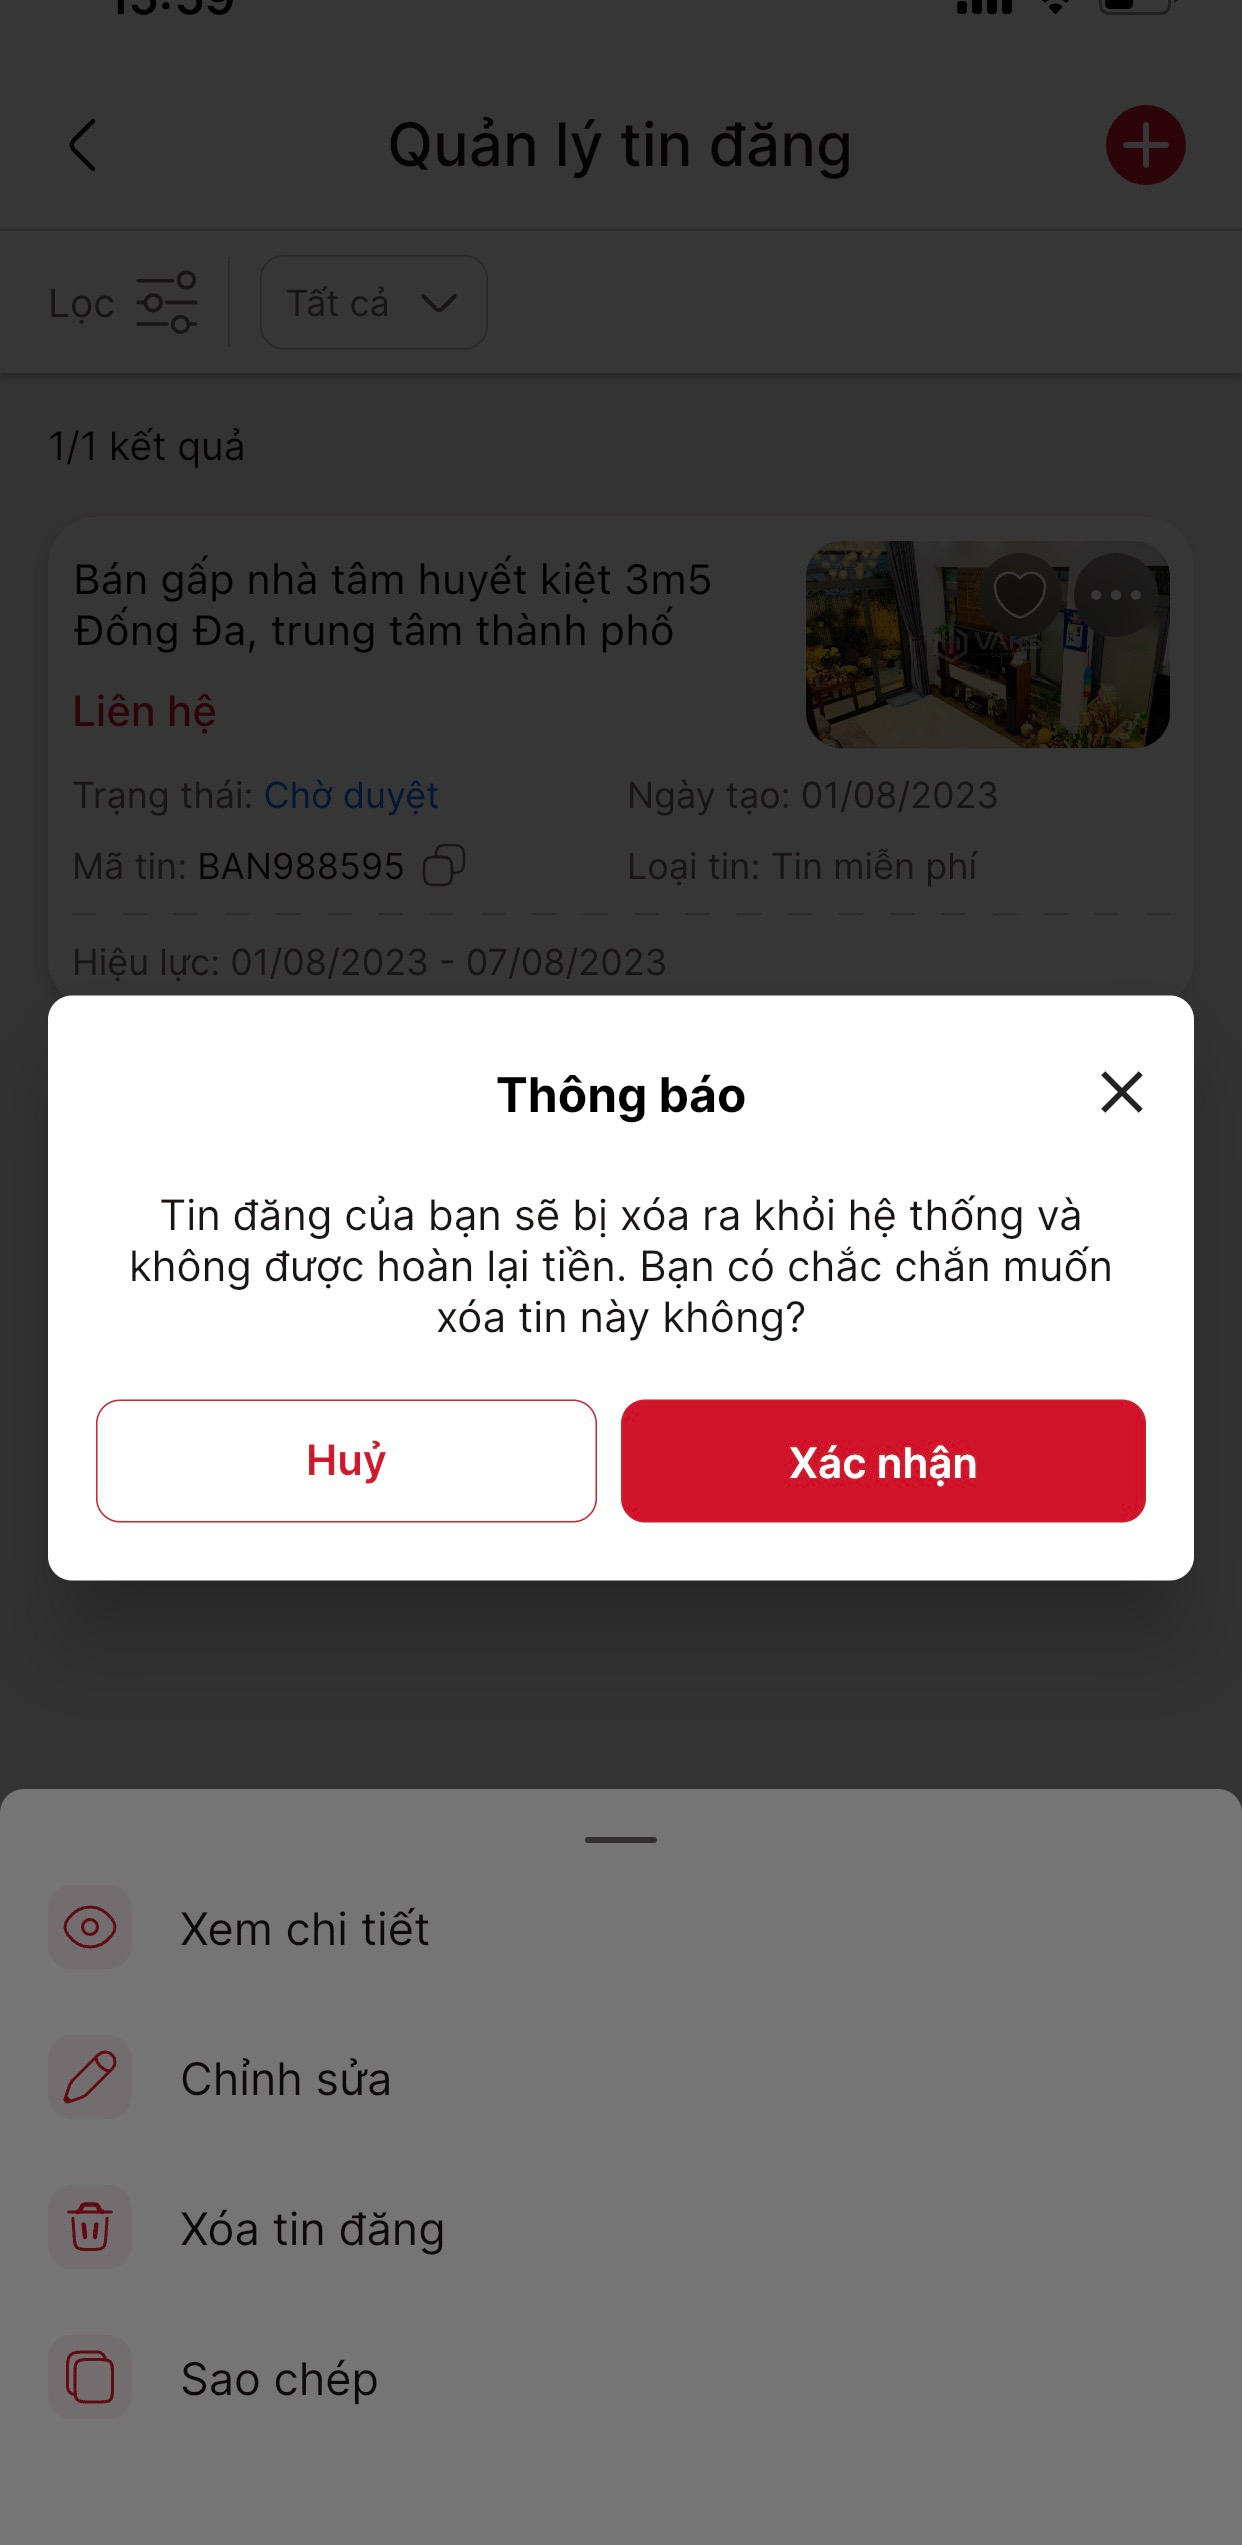 Quản lý tin đăng
Lọc
Tất cả
1/1 kết quả
Bán gấp nhà tâm huyết kiệt 3m5
Đống Đa, trung tâm thành phố
Liên hệ
Trạng thái: Chờ duyệt
Ngày tạo: 01/08/2023
Mã tin: BAN988595
Loại tin: Tin miễn phí
Hiệu lực: 01/08/2023 - 07/08/2023
Thông báo
Tin đăng của bạn sẽ bị xóa ra khỏi hệ thống và
không được hoàn lại tiền. Bạn có chắc chắn muốn
xóa tin này không?
Huỷ
Xác nhận
Xem chi tiết
Chỉnh sửa
Xóa tin đăng
Sao chép